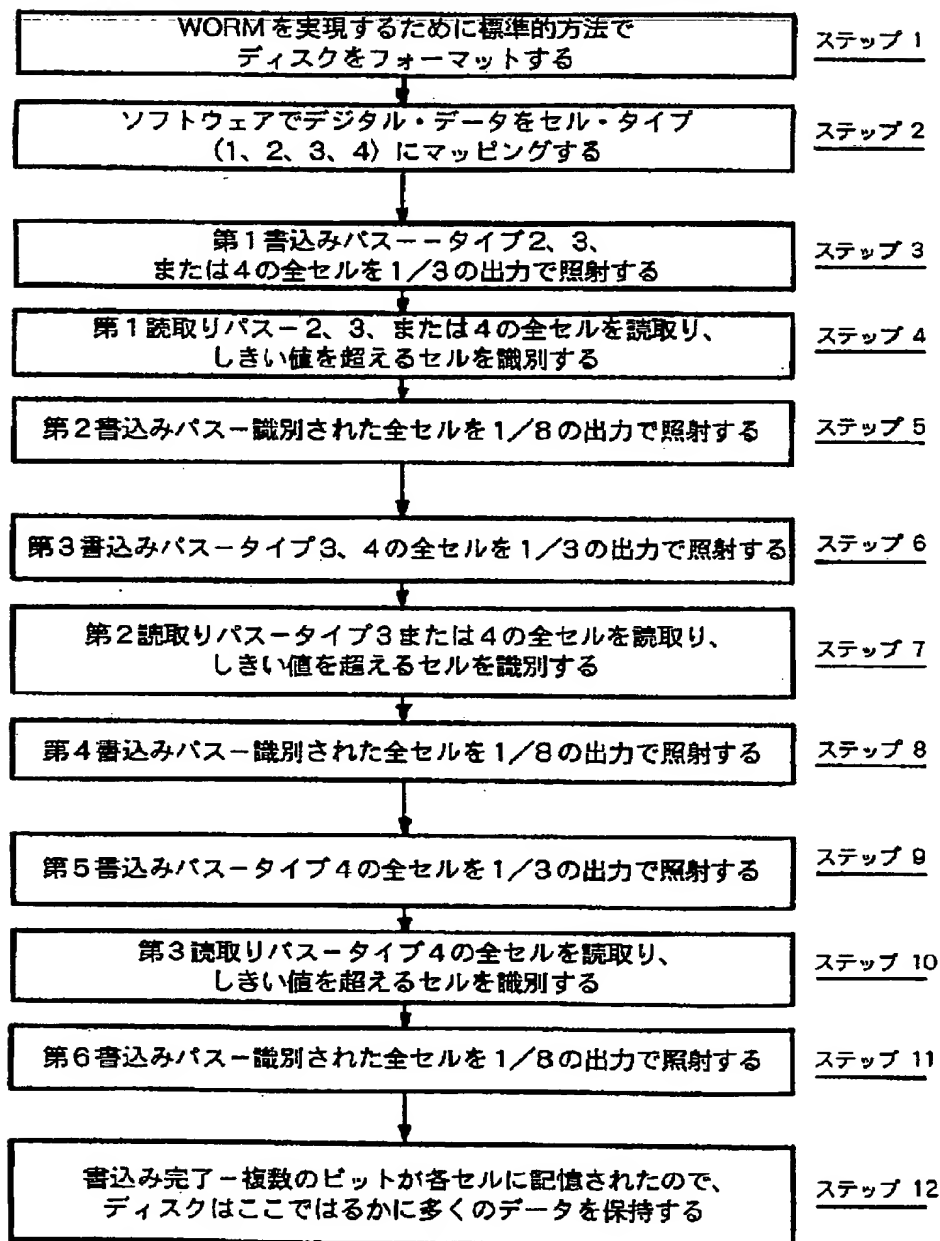 WORMを実現するために標準的方法で
ディスクをフォーマットする
ステップ 1
ソフトウェアでデジタル・データをセル・タイプ
(1、2、3、4)にマッピングする
ステップ 2
第1書込みパスーータイプ2、3、
または4の全セルを1/3の出力で照射する
ステップ 3
第1読取りパスー2、3、または4の全セルを読取り、
しきい値を超えるセルを識別する
ステップ 4
第2書込みパスー識別された全セルを1/8の出力で照射する
ステップ 5
第3書込みパスータイプ3、4の全セルを1/3の出力で照射する
ステップ 6
第2読取りパスータイプ3または4の全セルを読取り、
しきい値を超えるセルを識別する
ステップ 7
第4書込みパスー識別された全セルを1/8の出力で照射する
ステップ 8
第5書込みパスータイプ4の全セルを1/3の出力で照射する
ステップ 9
第3読取りパスータイプ4の全セルを読取り、
しきい値を超えるセルを識別する
ステップ 10
第6書込みパスー識別された全セルを1/8の出力で照射する
ステップ 11
書込み完了ー複数のビットが各セルに記憶されたので、
ディスクはここではるかに多くのデータを保持する
ステップ 12